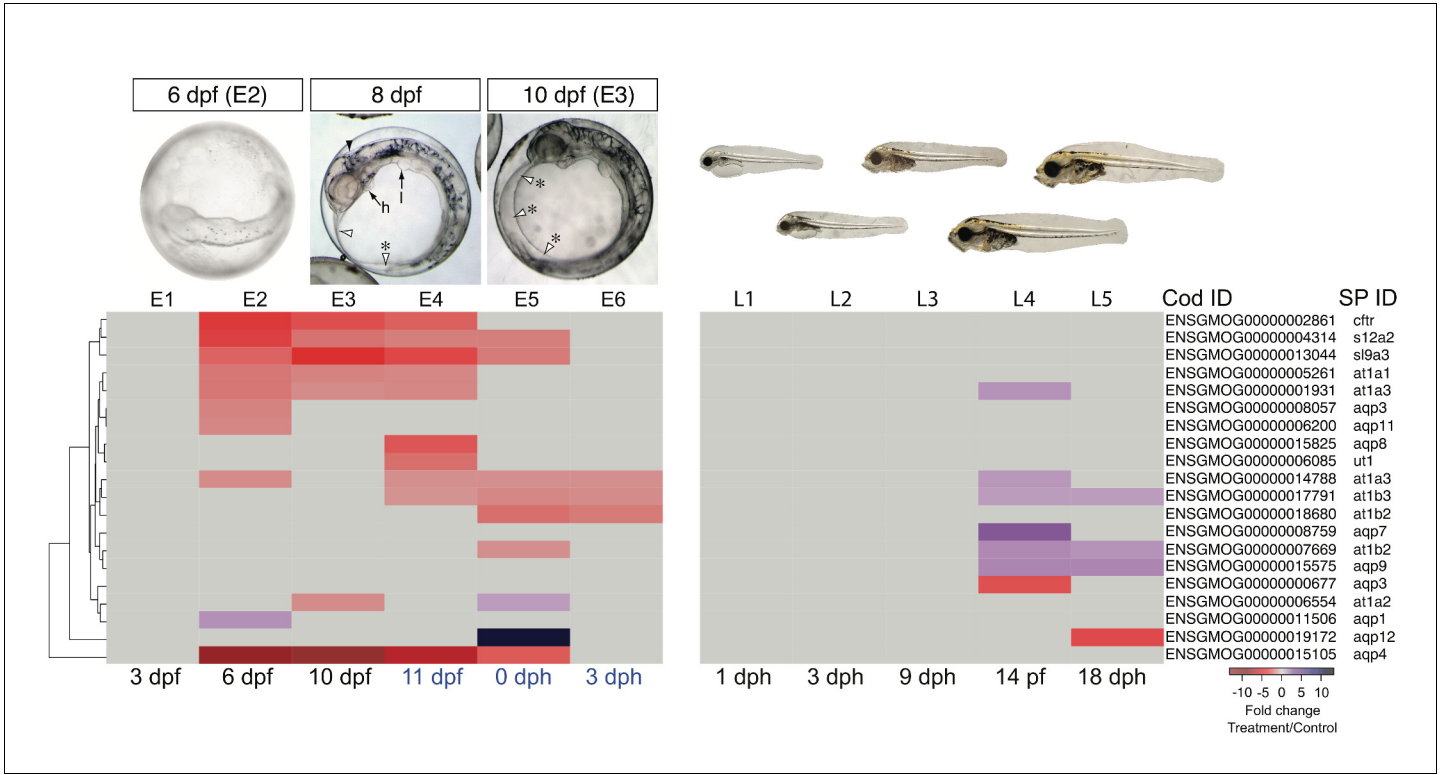 6 dpf (E2) 8 dpf 10 dpf (E3)
h l
*
* * *
E1 E2 E3 E4 E5 E6 L1 L2 L3 L4 L5 Cod ID SP ID
ENSGMOG00000002861 cftr
ENSGMOG00000004314 s12a2
ENSGMOG00000013044 sl9a3
ENSGMOG00000005261 at1a1
ENSGMOG00000001931 at1a3
ENSGMOG00000008057 aqp3
ENSGMOG00000006200 aqp11
ENSGMOG00000015825 aqp8
ENSGMOG00000006085 ut1
ENSGMOG00000014788 at1a3
ENSGMOG00000017791 at1b3
ENSGMOG00000018680 at1b2
ENSGMOG00000008759 aqp7
ENSGMOG00000007669 at1b2
ENSGMOG00000015575 aqp9
ENSGMOG00000000677 aqp3
ENSGMOG00000006554 at1a2
ENSGMOG00000011506 aqp1
ENSGMOG00000019172 aqp12
ENSGMOG00000015105 aqp4
3 dpf 6 dpf 10 dpf 11 dpf 0 dph 3 dph 1 dph 3 dph 9 dph 14 pf 18 dph
-10 -5 0 5 10
Fold change
Treatment/Control